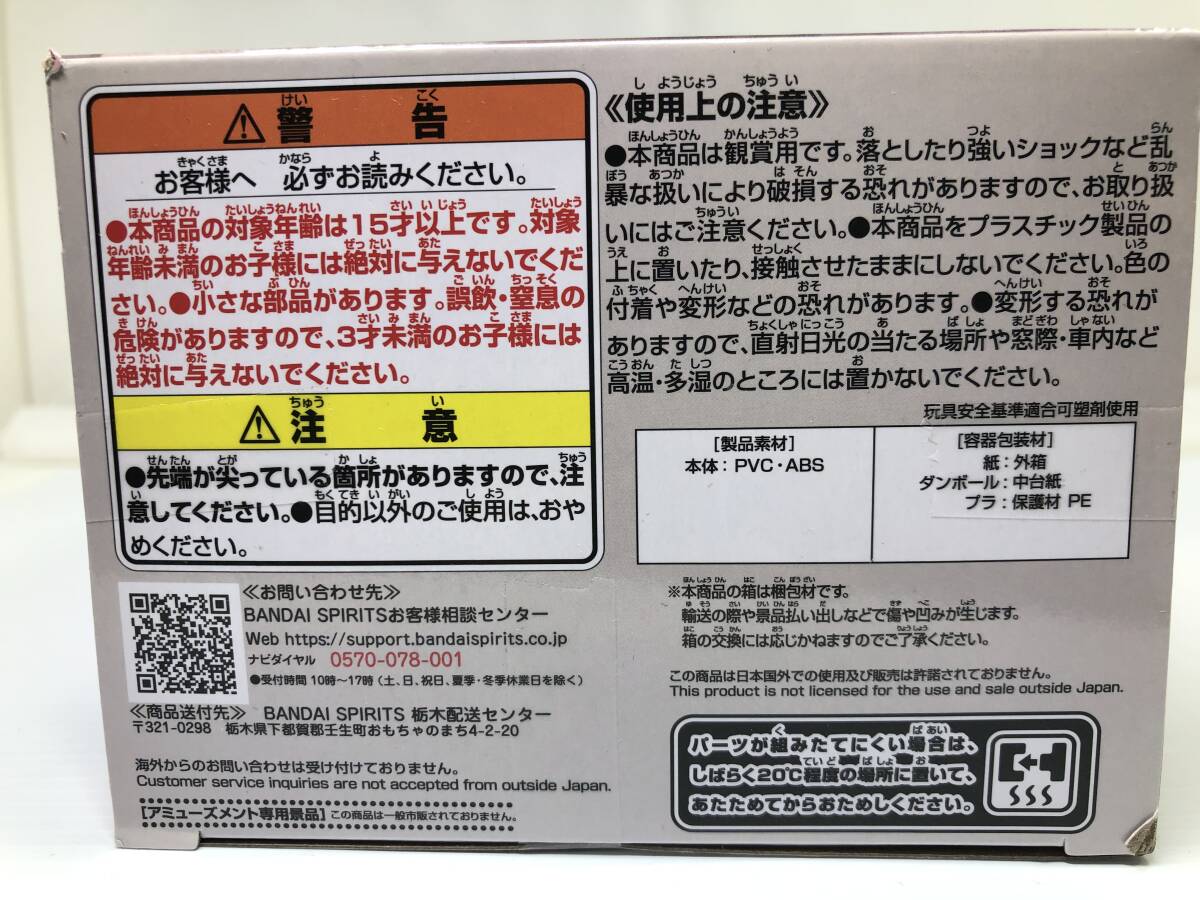 ⚠警告
お客様へ 必ずお読みください。
●本商品の対象年齢は15才以上です。対象
年齢未満のお子様には絶対に与えないでくだ
さい。●小さな部品があります。誤飲・窒息の
危険がありますので、3才未満のお子様には
絶対に与えないでください。
⚠注意
●先端が尖っている箇所がありますので、注
意してください。●目的以外のご使用は、おや
めください。
≪お問い合わせ先≫
BANDAI SPIRITSお客様相談センター
Web https://support.bandaispirits.co.jp
ナビダイヤル 0570-078-001
●受付時間 10時〜17時(土、日、祝日、夏季・冬季休業日を除く)
≪商品送付先≫ BANDAI SPIRITS 栃木配送センター
〒321-0298 栃木県下都賀郡壬生町おもちゃのまち4-2-20
海外からのお問い合わせは受け付けておりません。
Customer service inquiries are not accepted from outside Japan.
[アミューズメント専用景品] この商品は一般市販されておりません。
≪使用上の注意≫
●本商品は観賞用です。落としたり強いショックなど乱
暴な扱いにより破損する恐れがありますので、お取り扱
いにはご注意ください。●本商品をプラスチック製品の
上に置いたり、接触させたままにしないでください。色の
付着や変形などの恐れがあります。●変形する恐れが
ありますので、直射日光の当たる場所や窓際・車内など
高温・多湿のところには置かないでください。
玩具安全基準適合可塑剤使用
[製品素材]
本体:PVC・ABS
[容器包装材]
紙:外箱
ダンボール:中台紙
プラ:保護材 PE
※本商品の箱は梱包材です。
輸送の際や景品払い出しなどで傷や凹みが生じます。
箱の交換には応じかねますのでご了承ください。
この商品は日本国外での使用及び販売は許諾されておりません。
This product is not licensed for the use and sale outside Japan.
パーツが組みたてにくい場合は、
しばらく20℃程度の場所に置いて、
あたためてからおためしください。